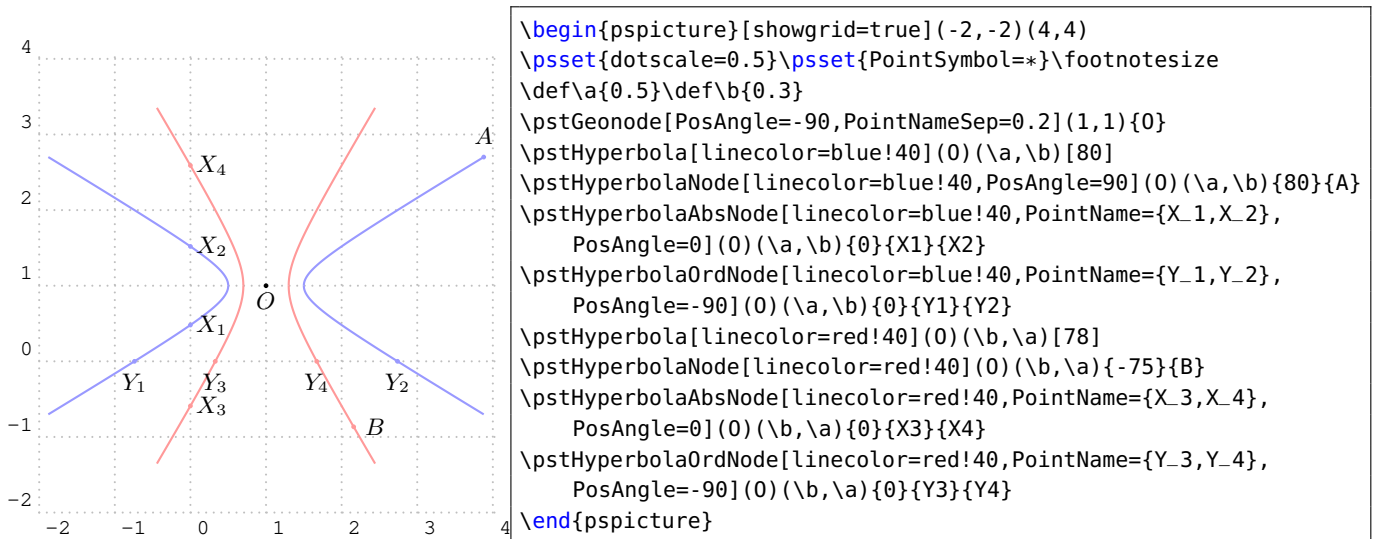 4
3
A
X4
2
X2
1
O
X1
0
Y1 Y3 Y4 Y2
X3
−1
B
−2
−2 −1 0 1 2 3 4
\begin{pspicture}[showgrid=true](-2,-2)(4,4)
\psset{dotscale=0.5}\psset{PointSymbol=*}\footnotesize
\def\a{0.5}\def\b{0.3}
\pstGeonode[PosAngle=-90,PointNameSep=0.2](1,1){O}
\pstHyperbola[linecolor=blue!40](O)(\a,\b)[80]
\pstHyperbolaNode[linecolor=blue!40,PosAngle=90](O)(\a,\b){80}{A}
\pstHyperbolaAbsNode[linecolor=blue!40,PointName={X_1,X_2},
PosAngle=0](O)(\a,\b){0}{X1}{X2}
\pstHyperbolaOrdNode[linecolor=blue!40,PointName={Y_1,Y_2},
PosAngle=-90](O)(\a,\b){0}{Y1}{Y2}
\pstHyperbola[linecolor=red!40](O)(\b,\a)[78]
\pstHyperbolaNode[linecolor=red!40](O)(\b,\a){-75}{B}
\pstHyperbolaAbsNode[linecolor=red!40,PointName={X_3,X_4},
PosAngle=0](O)(\b,\a){0}{X3}{X4}
\pstHyperbolaOrdNode[linecolor=red!40,PointName={Y_3,Y_4},
PosAngle=-90](O)(\b,\a){0}{Y3}{Y4}
\end{pspicture}